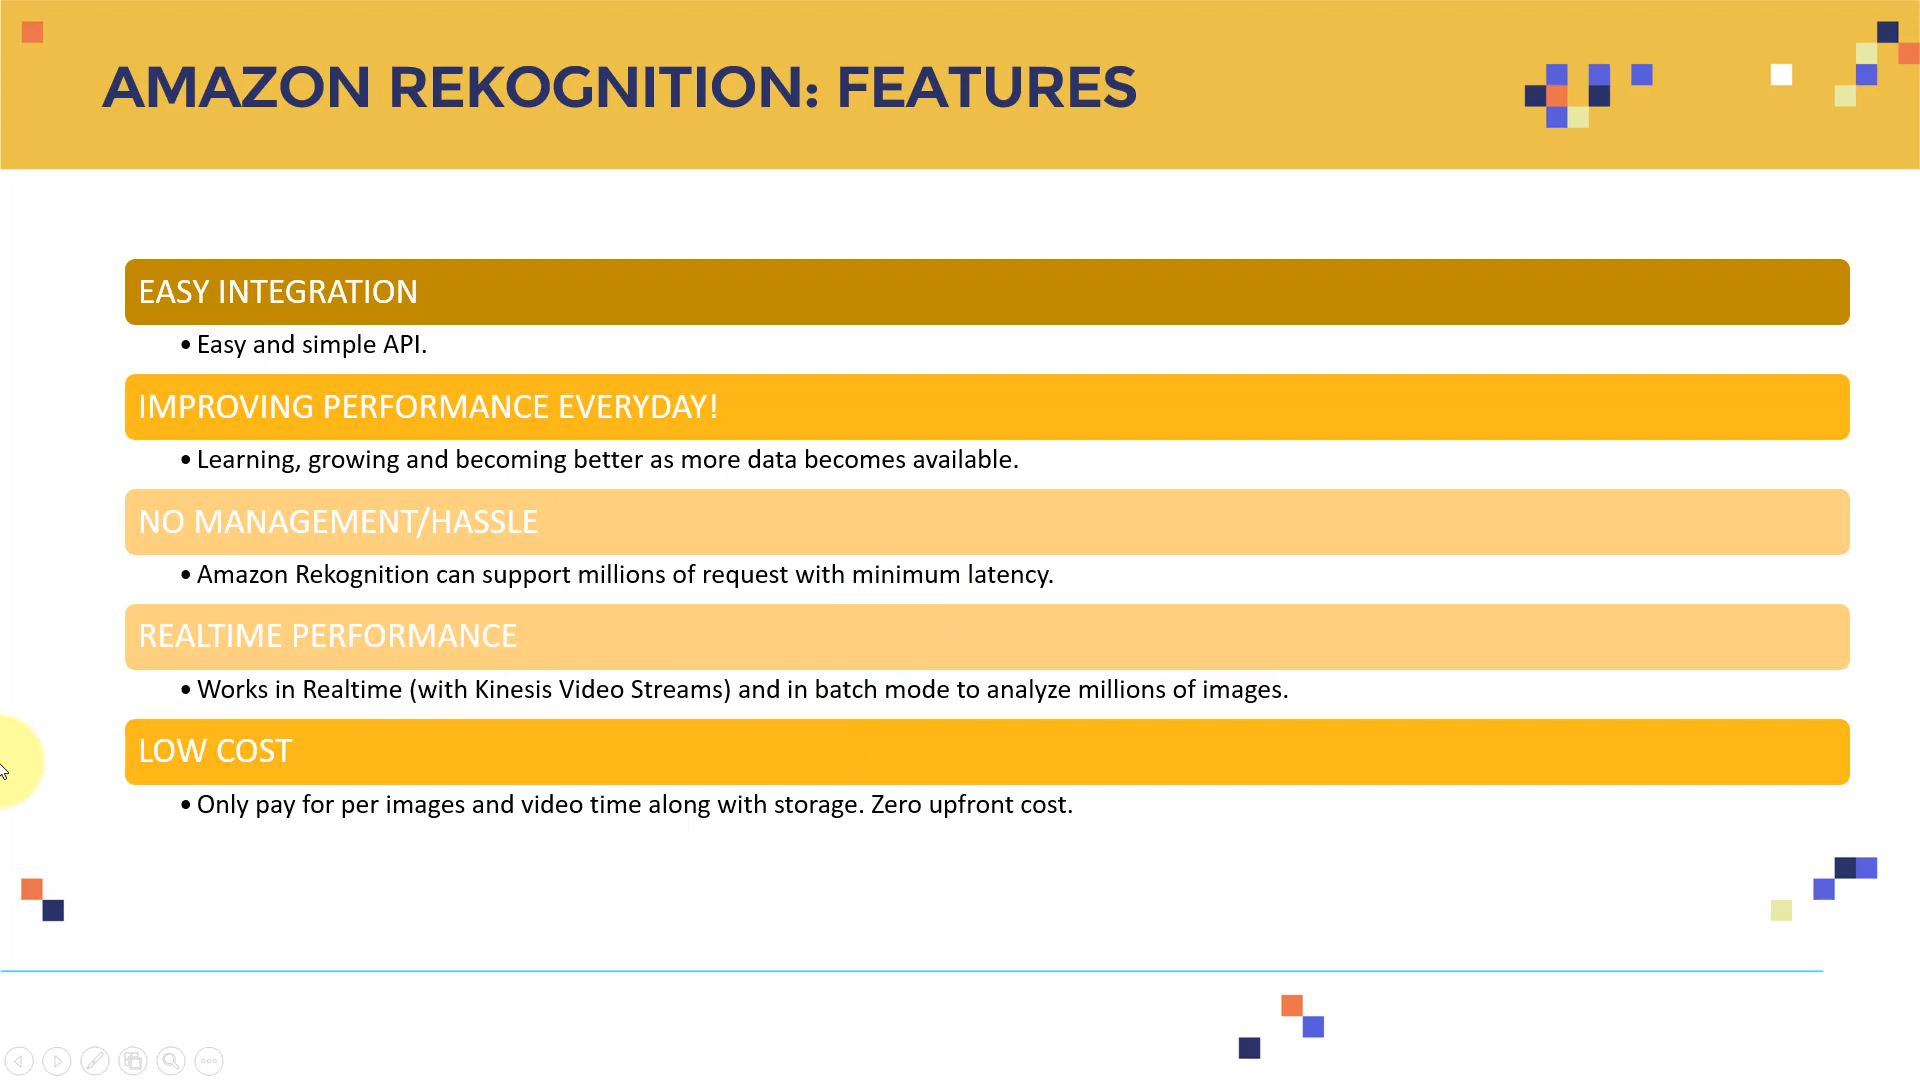 AMAZON REKOGNITION: FEATURES
EASY INTEGRATION
• Easy and simple API.
IMPROVING PERFORMANCE EVERYDAY!
• Learning, growing and becoming better as more data becomes available.
NO MANAGEMENT/HASSLE
• Amazon Rekognition can support millions of request with minimum latency.
REALTIME PERFORMANCE
• Works in Realtime (with Kinesis Video Streams) and in batch mode to analyze millions of images.
LOW COST
• Only pay for per images and video time along with storage. Zero upfront cost.